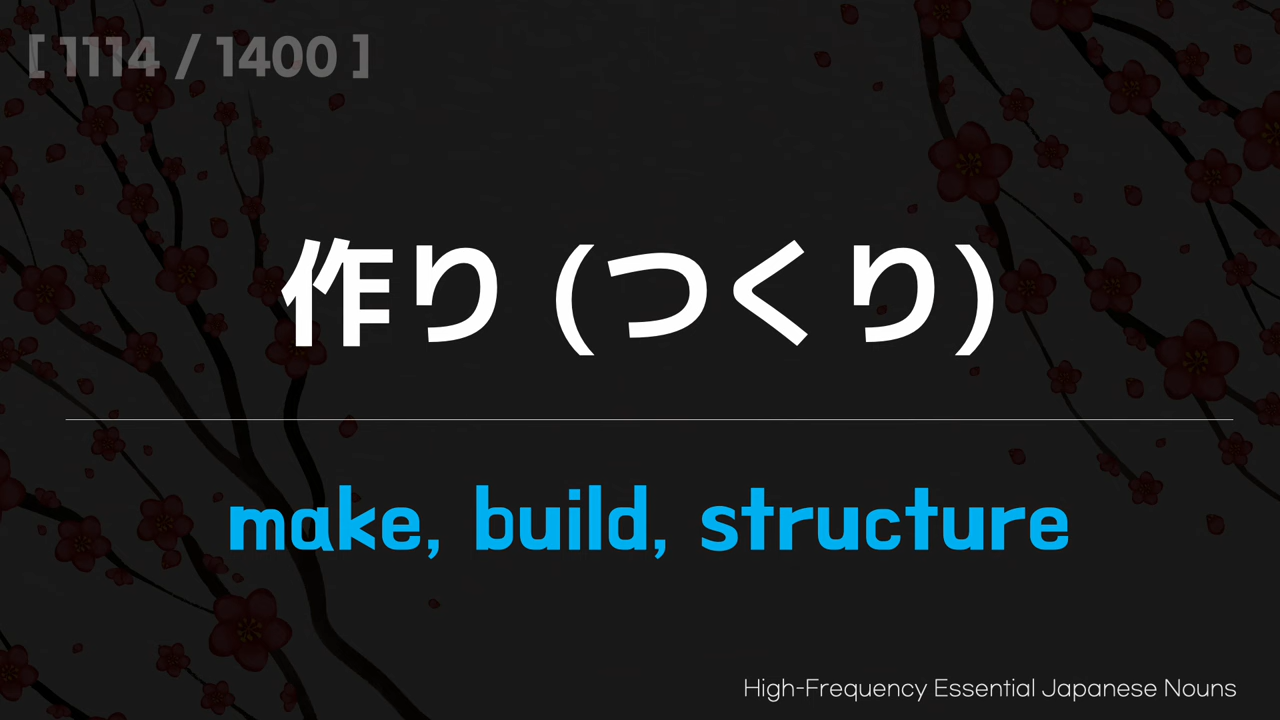 [ 1114 / 1400 ]
作り (つくり)
make, build, structure
High-Frequency Essential Japanese Nouns